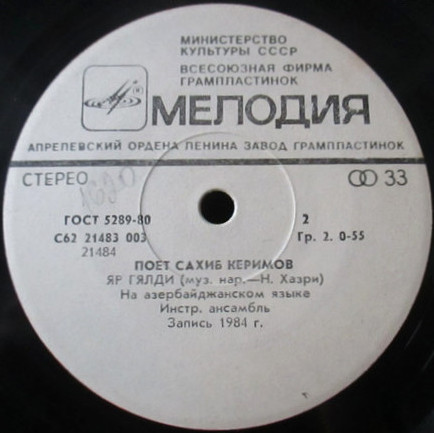 МИНИСТЕРСТВО
КУЛЬТУРЫ СССР
ВСЕСОЮЗНАЯ ФИРМА
ГРАМПЛАСТИНОК
МЕЛОДИЯ
АПРЕЛЕВСКИЙ ОРДЕНА ЛЕНИНА ЗАВОД ГРАМПЛАСТИНОК
СТЕРЕО 33
ГОСТ 5289-80 2
С62 21483 003 Гр. 2. 0-55
21484
ПОЕТ САХИБ КЕРИМОВ
ЯР ГЯЛДИ (муз. нар.—Н. Хазри)
На азербайджанском языке
Инстр. ансамбль
Запись 1984 г.